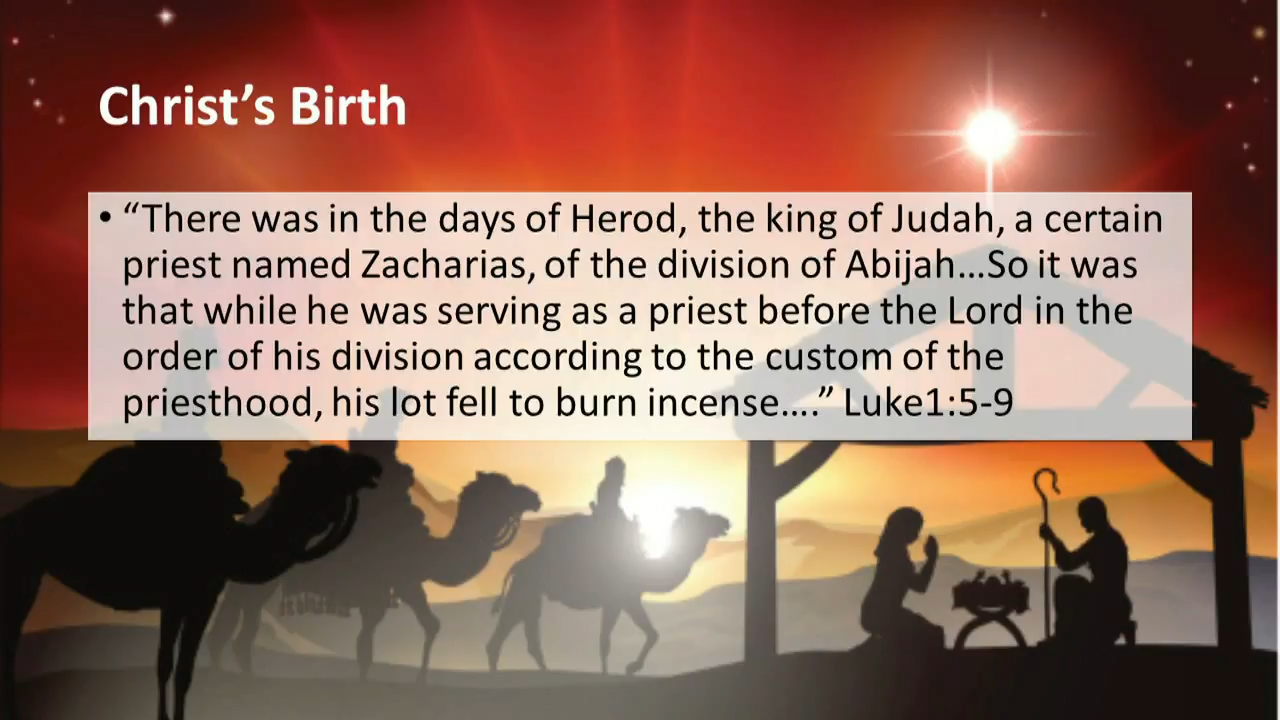 Christ’s Birth
• “There was in the days of Herod, the king of Judah, a certain
priest named Zacharias, of the division of Abijah…So it was
that while he was serving as a priest before the Lord in the
order of his division according to the custom of the
priesthood, his lot fell to burn incense….” Luke1:5-9